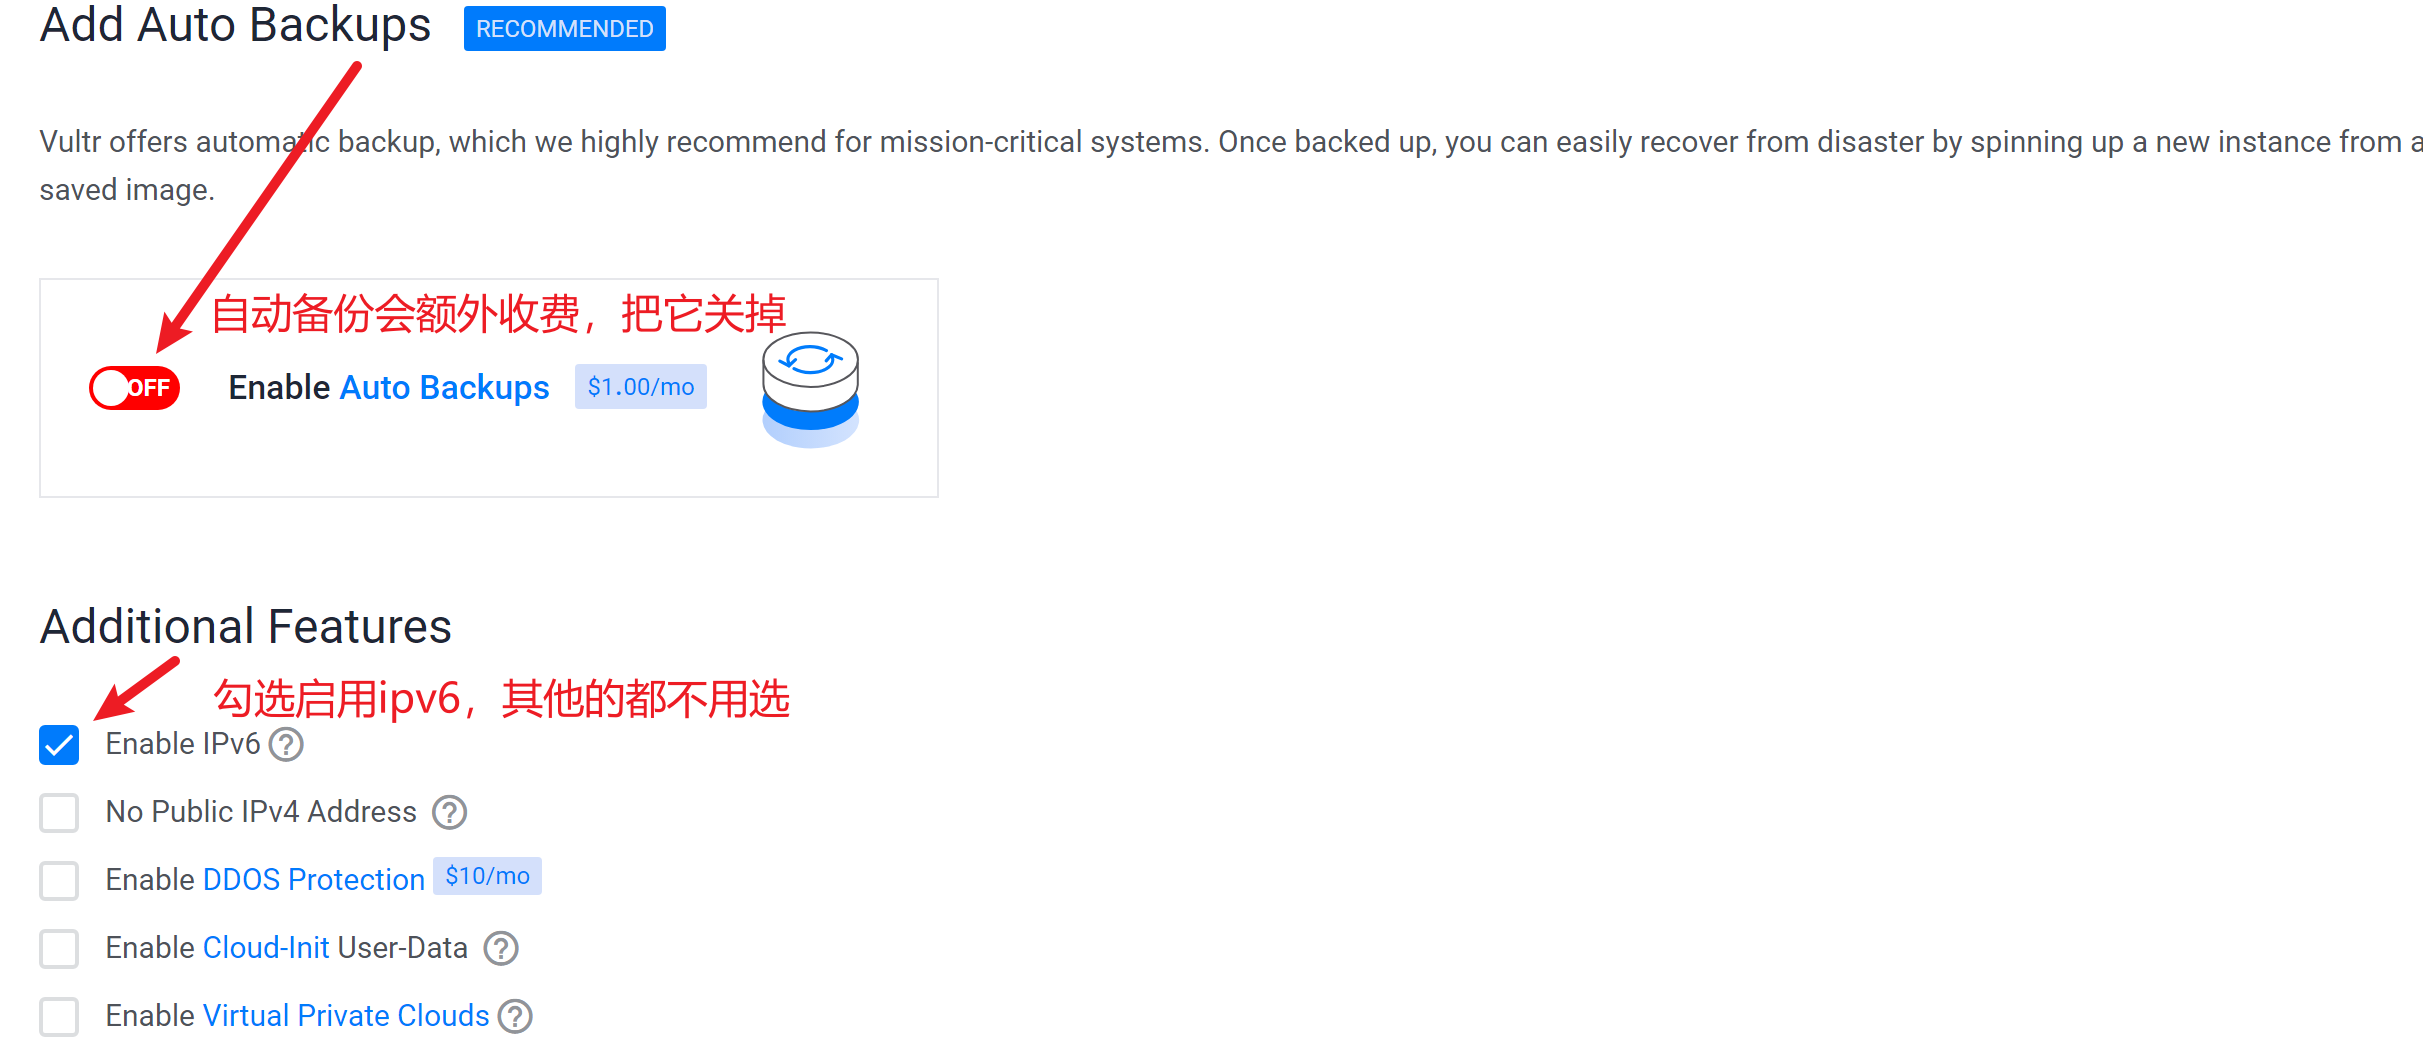 Add Auto Backups RECOMMENDED
Vultr offers automatic backup, which we highly recommend for mission-critical systems. Once backed up, you can easily recover from disaster by spinning up a new instance from a
saved image.
自动备份会额外收费，把它关掉
OFF Enable Auto Backups $1.00/mo
Additional Features
勾选启用ipv6，其他的都不用选
Enable IPv6 ?
No Public IPv4 Address ?
Enable DDOS Protection $10/mo
Enable Cloud-Init User-Data ?
Enable Virtual Private Clouds ?